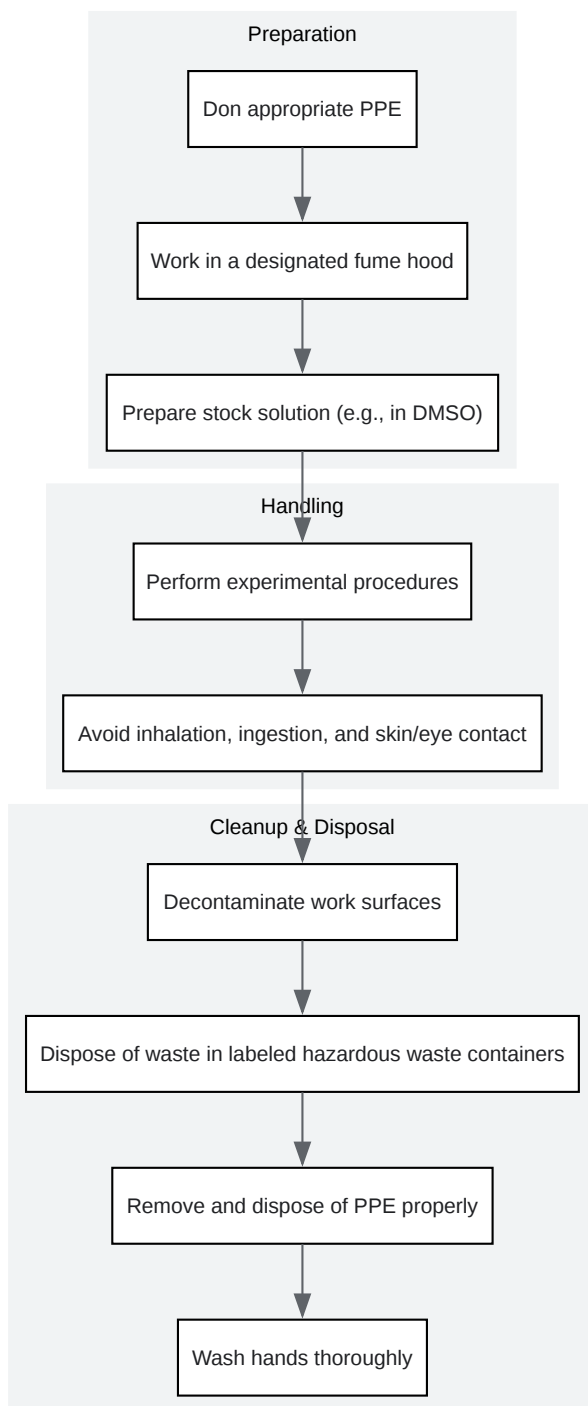 Preparation
Don appropriate PPE
Work in a designated fume hood
Prepare stock solution (e.g., in DMSO)
Handling
Perform experimental procedures
Avoid inhalation, ingestion, and skin/eye contact
Cleanup & Disposal
Decontaminate work surfaces
Dispose of waste in labeled hazardous waste containers
Remove and dispose of PPE properly
Wash hands thoroughly